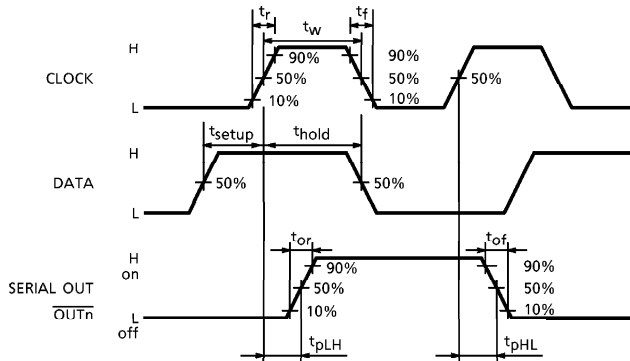 tr tw tf
H
90% 90%
CLOCK 50% 50% 50%
10% 10%
L
tsetup thold
H
DATA 50% 50%
L
tor tof
H
on
90% 90%
SERIAL OUT 50% 50%
OUTn 10% 10%
L
off
tpLH tpHL